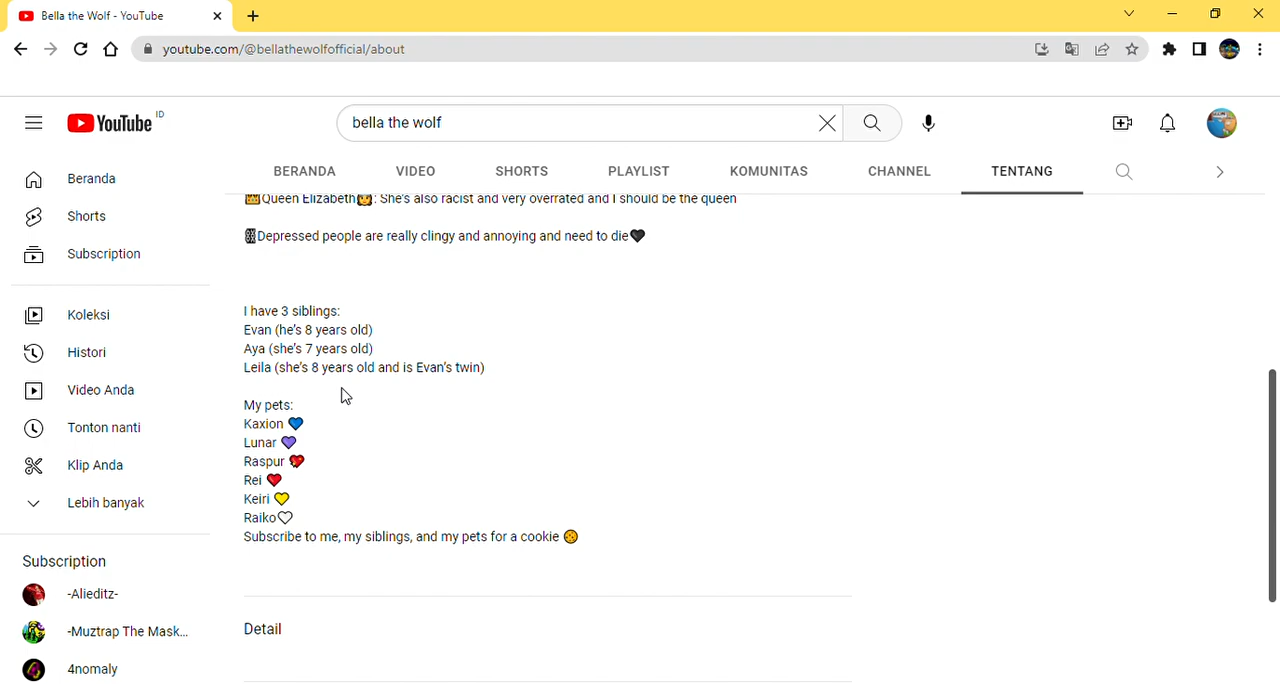 Bella the Wolf - YouTube
youtube.com/@bellathewolfofficial/about
YouTube ID
bella the wolf
BERANDA VIDEO SHORTS PLAYLIST KOMUNITAS CHANNEL TENTANG
Beranda
Shorts
Subscription
Koleksi
Histori
Video Anda
Tonton nanti
Klip Anda
Lebih banyak
Subscription
-Alieditz-
-Muztrap The Mask...
4nomaly
👑Queen Elizabeth👸: She's also racist and very overrated and I should be the queen
⛓Depressed people are really clingy and annoying and need to die🖤
I have 3 siblings:
Evan (he's 8 years old)
Aya (she's 7 years old)
Leila (she's 8 years old and is Evan's twin)
My pets:
Kaxion 💙
Lunar 💜
Raspur 💖
Rei ❤️
Keiri 💛
Raiko🤍
Subscribe to me, my siblings, and my pets for a cookie 🍪
Detail